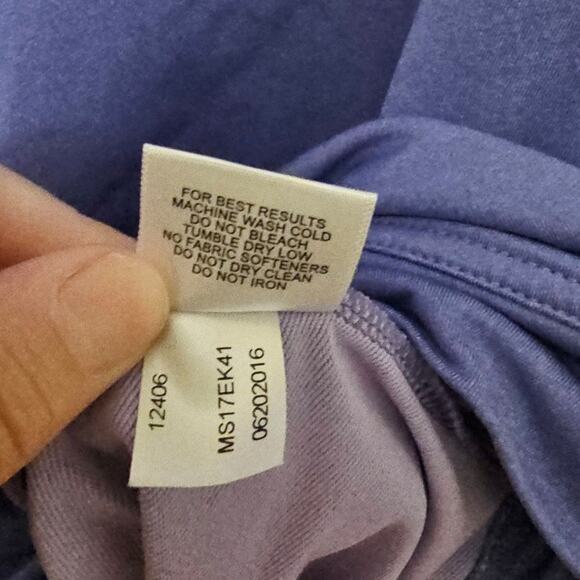 FOR BEST RESULTS
MACHINE WASH COLD
DO NOT BLEACH
TUMBLE DRY LOW
NO FABRIC SOFTENERS
DO NOT DRY CLEAN
DO NOT IRON
12406
MS17EK41
06202016